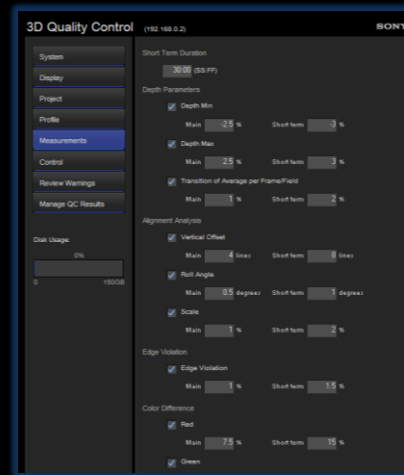 3D Quality Control (192.168.0.2) SONY
System
Display
Project
Profile
Measurements
Control
Review Warnings
Manage QC Results
Disk Usage:
0%
0 150GB
Short Term Duration
30:00 (SS:FF)
Depth Parameters
Depth Min
Main -2.5 % Short term -3 %
Depth Max
Main 2.5 % Short term 3 %
Transition of Average per Frame/Field
Main 1 % Short term 2 %
Alignment Analysis
Vertical Offset
Main 4 lines Short term lines
Roll Angle
Main 0.5 degrees Short term 1 degrees
Scale
Main 1 % Short term 2 %
Edge Violation
Edge Violation
Main 1 % Short term 1.5 %
Color Difference
Red
Main 7.5 % Short term 15 %
Green